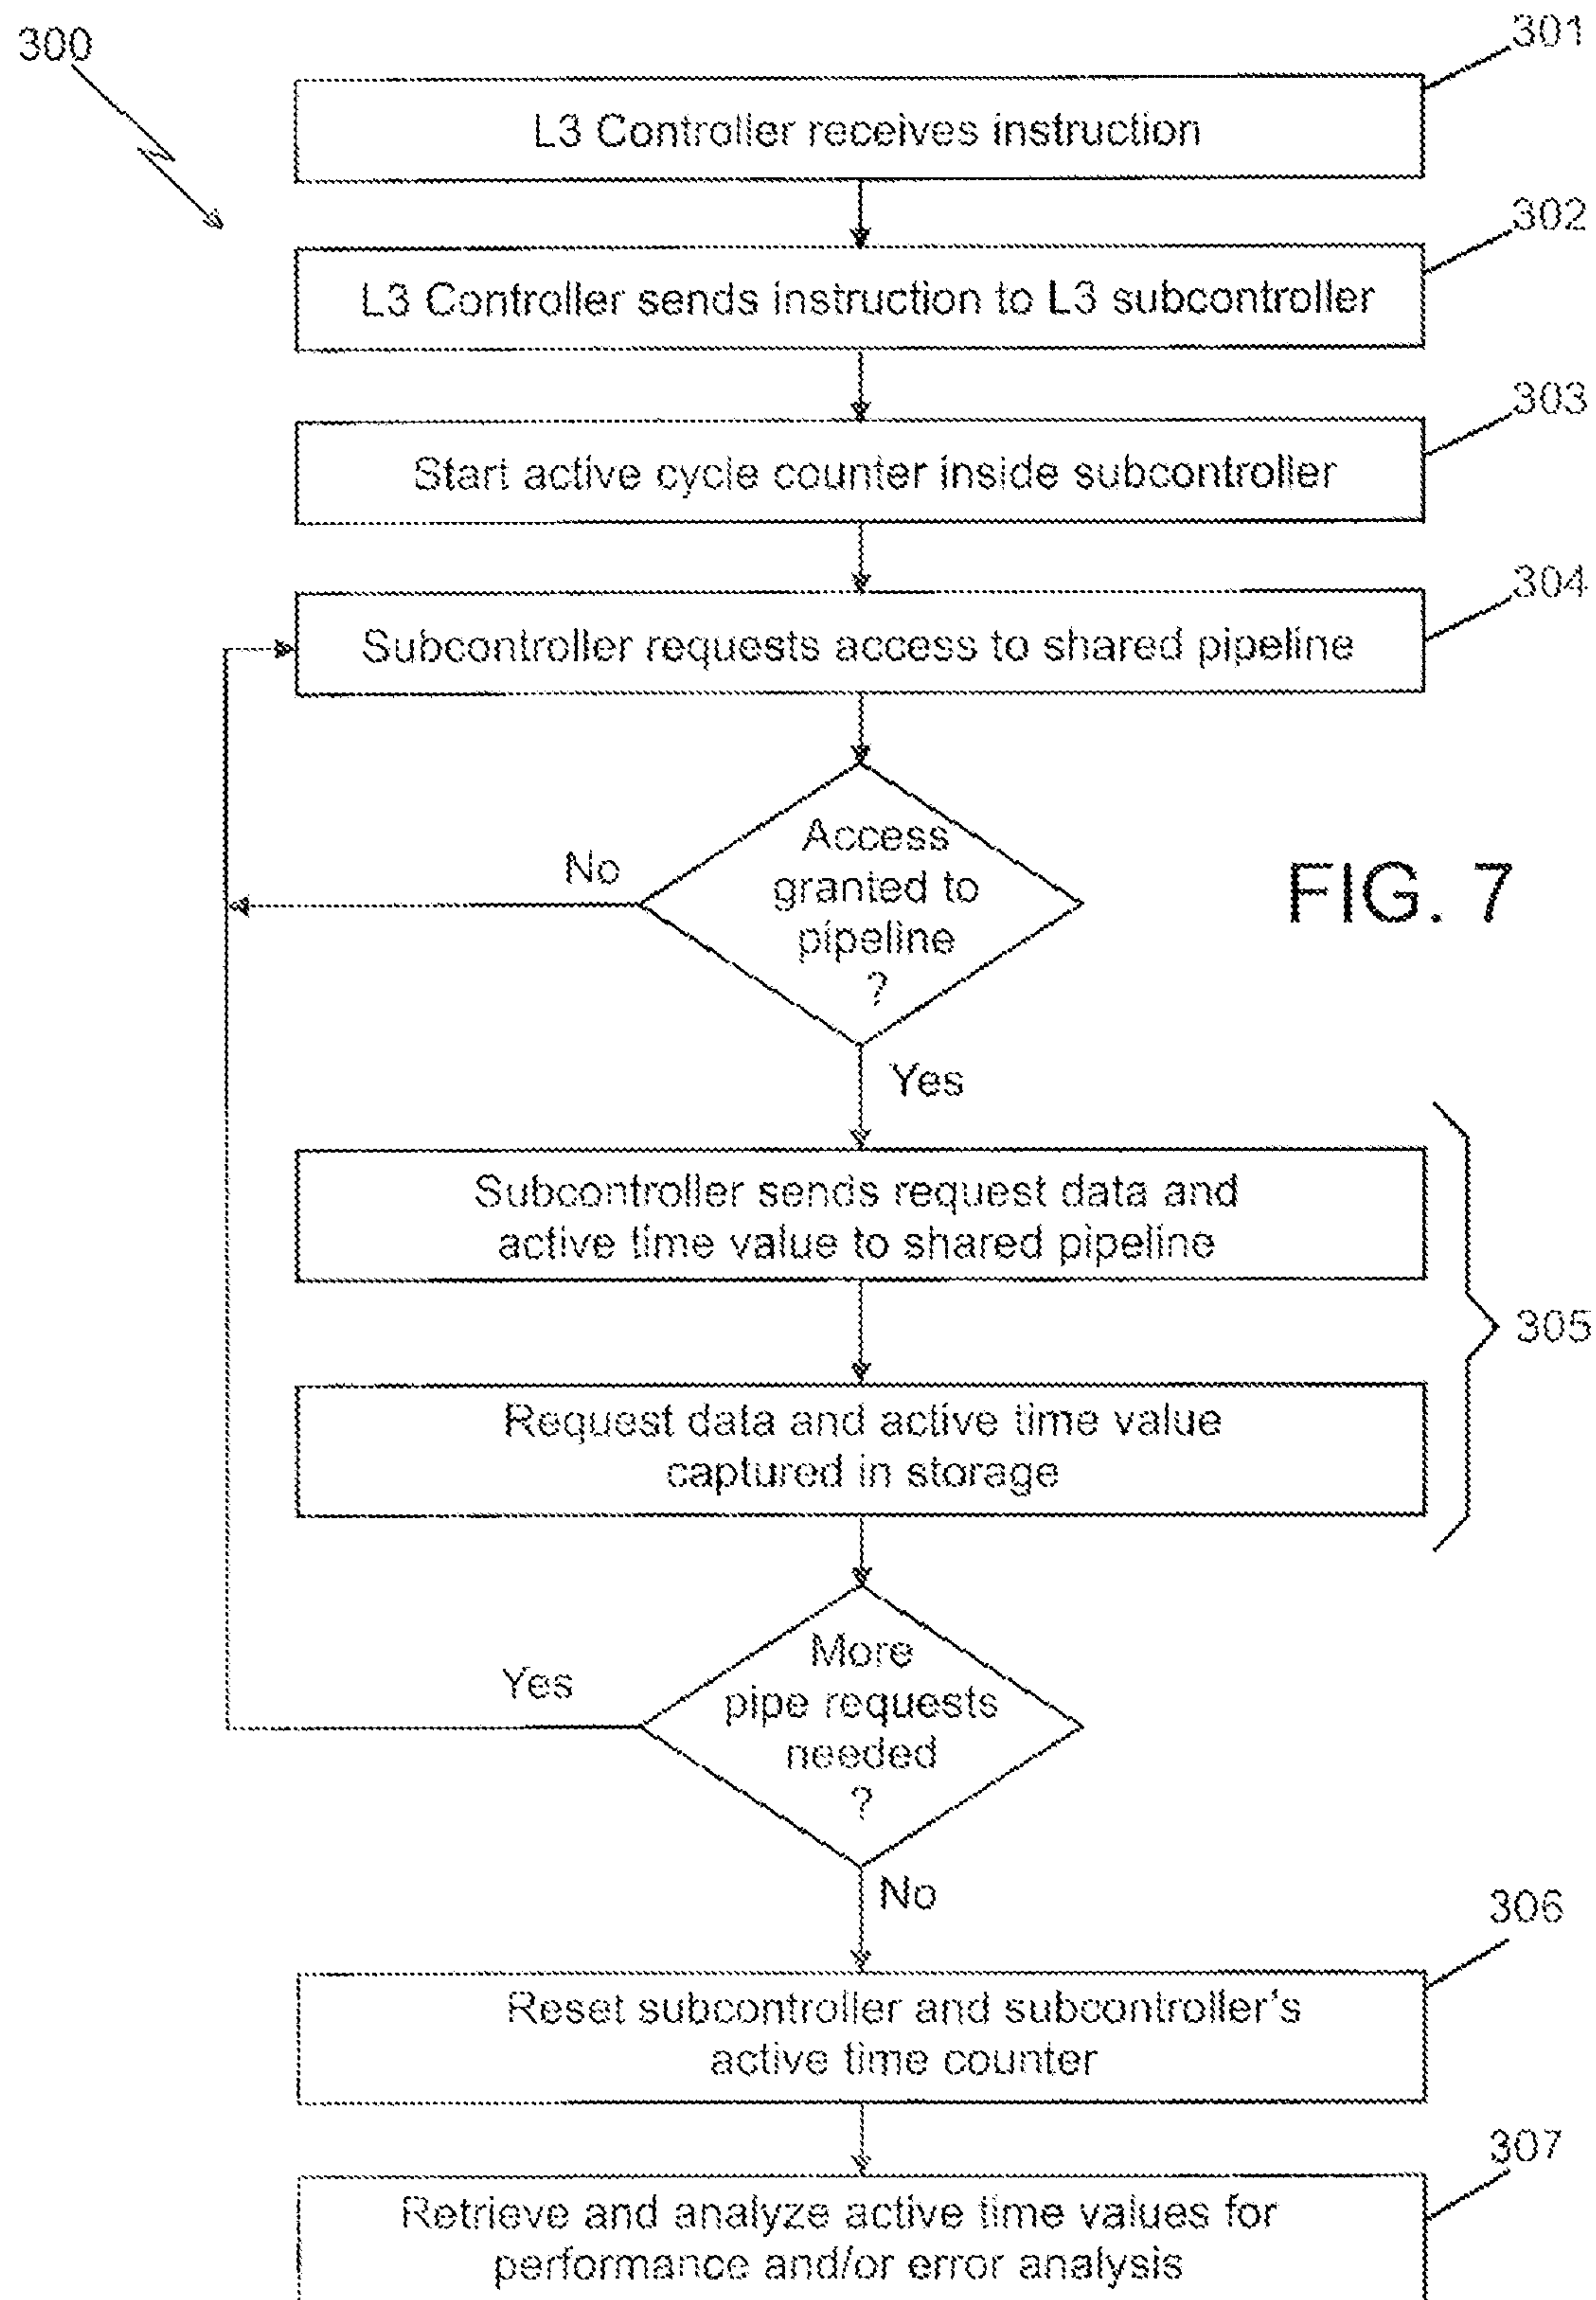 300
301
L3 Controller receives instruction
302
L3 Controller sends instruction to L3 subcontroller
303
Start active cycle counter inside subcontroller
304
Subcontroller requests access to shared pipeline
Access
granted to
pipeline
?
No
FIG. 7
Yes
Subcontroller sends request data and
active time value to shared pipeline
305
Request data and active time value
captured in storage
More
pipe requests
needed
?
Yes
No
306
Reset subcontroller and subcontroller's
active time counter
307
Retrieve and analyze active time values for
performance and/or error analysis